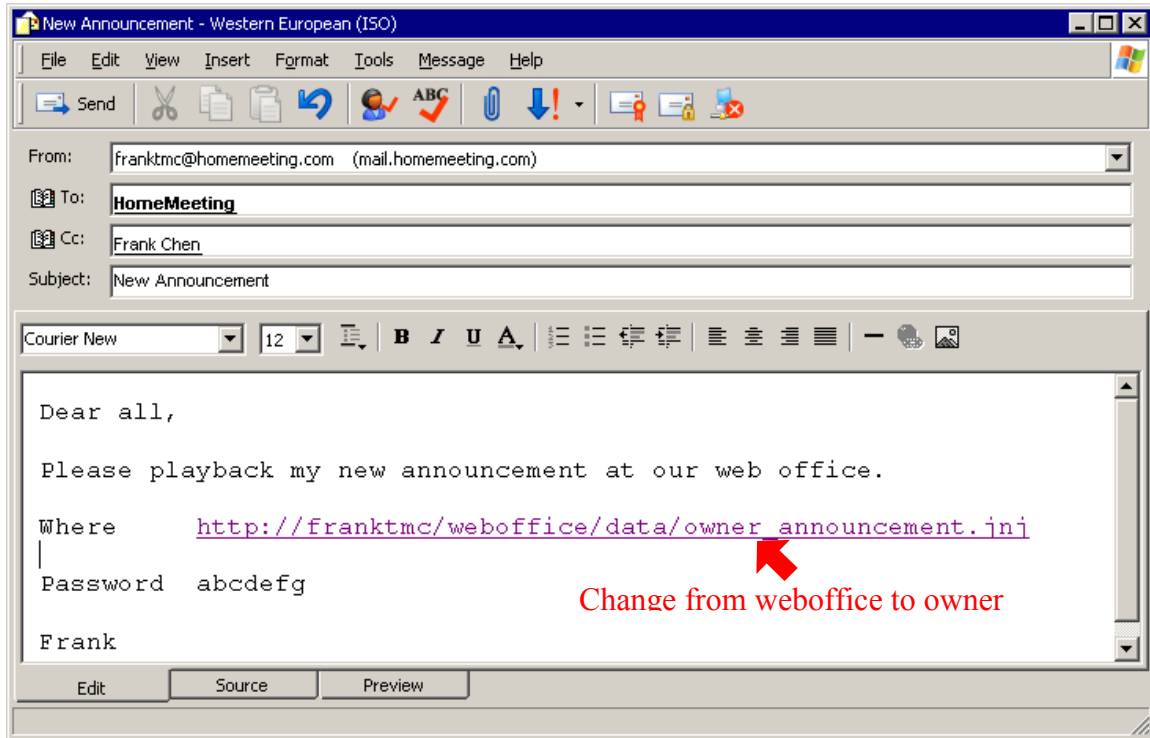 New Announcement - Western European (ISO)
File Edit View Insert Format Tools Message Help
Send ABC
From: franktmc@homemeeting.com (mail.homemeeting.com)
To: HomeMeeting
Cc: Frank Chen
Subject: New Announcement
Courier New 12 B I U A
Dear all,
Please playback my new announcement at our web office.
Where http://franktmc/weboffice/data/owner_announcement.jnj
Password abcdefg
Change from weboffice to owner
Frank
Edit Source Preview